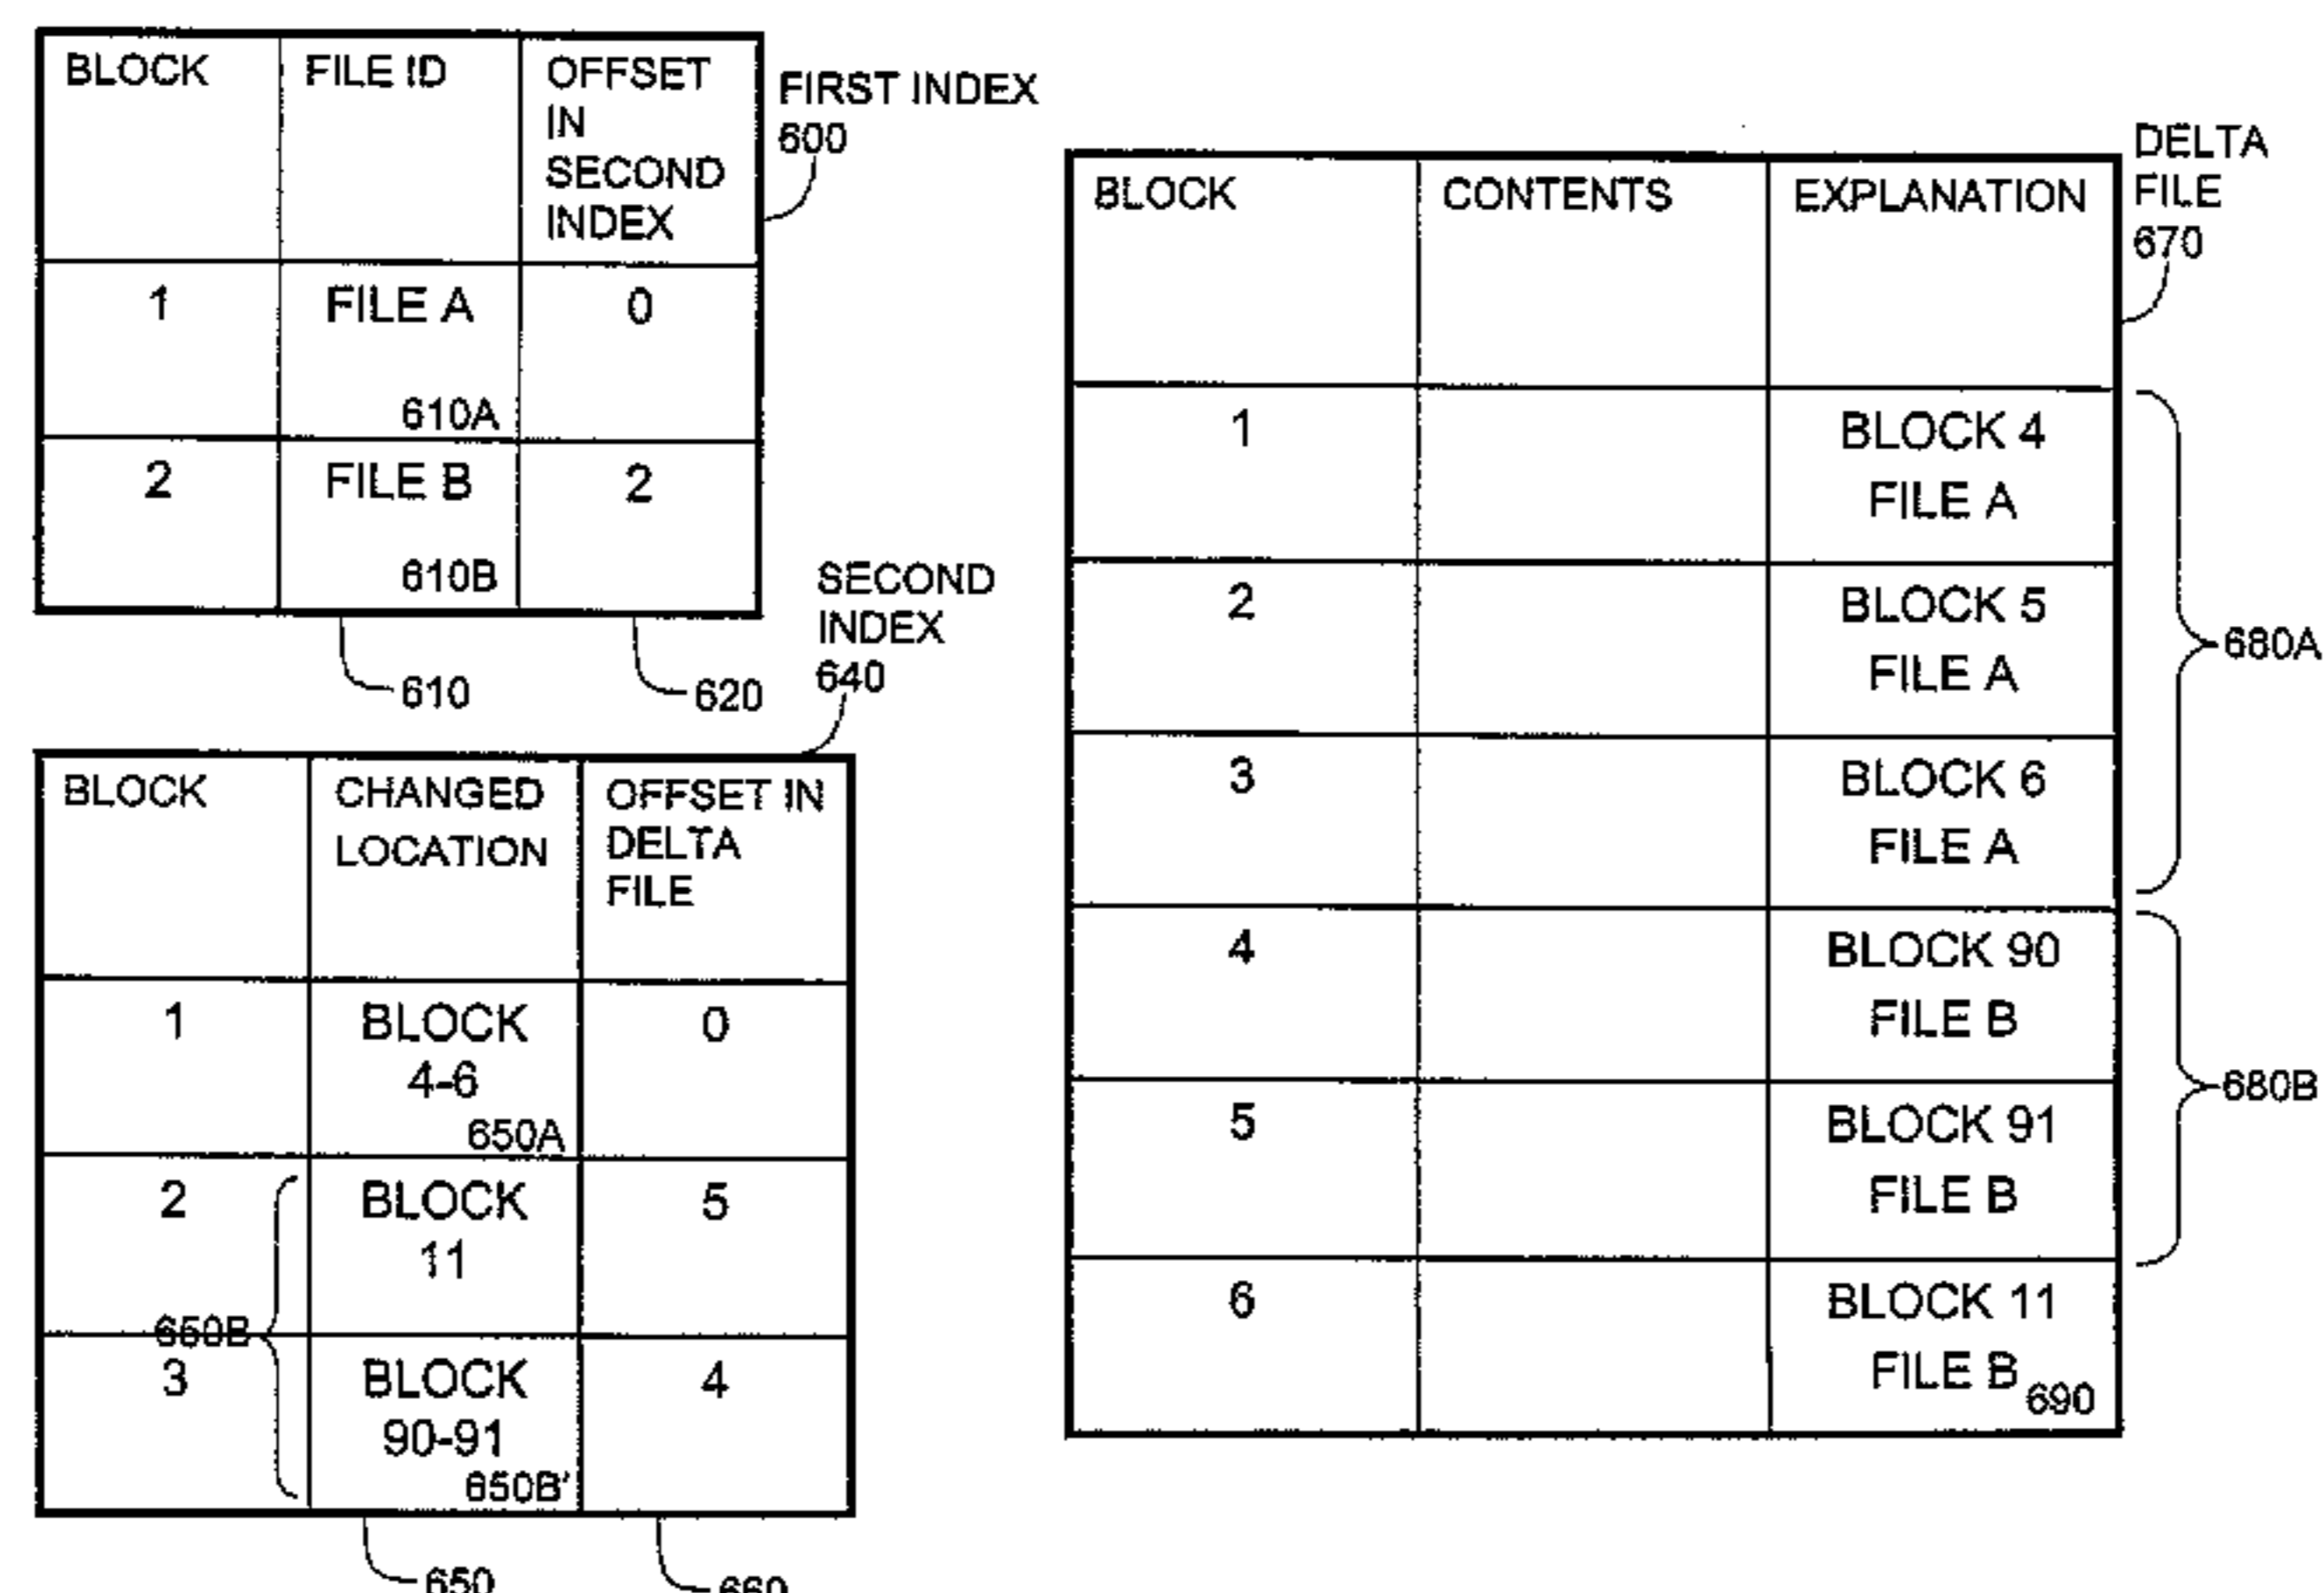 BLOCK
FILE ID
OFFSET
IN
SECOND
INDEX
FIRST INDEX
600
1
FILE A
0
610A
2
FILE B
2
610B
610
620
SECOND
INDEX
640
BLOCK
CHANGED
LOCATION
OFFSET IN
DELTA
FILE
1
BLOCK
4-6
0
650A
2
BLOCK
11
5
650B
3
BLOCK
90-91
4
650B'
650
660
BLOCK
CONTENTS
EXPLANATION
DELTA
FILE
670
1
BLOCK 4
FILE A
2
BLOCK 5
FILE A
680A
3
BLOCK 6
FILE A
4
BLOCK 90
FILE B
5
BLOCK 91
FILE B
680B
6
BLOCK 11
FILE B
690